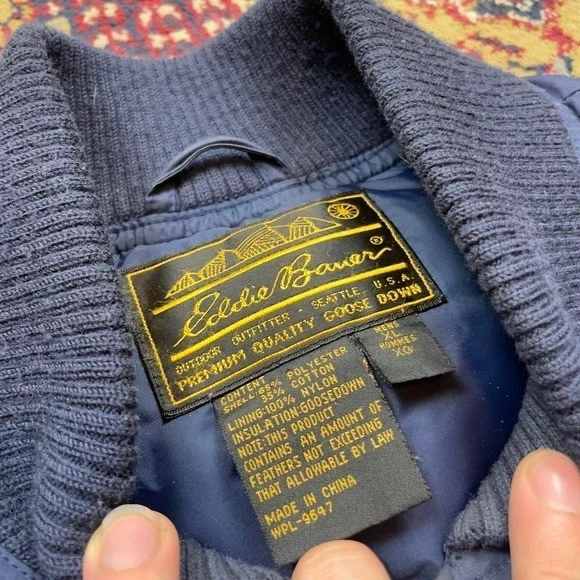 Eddie Bauer®
OUTDOOR OUTFITTER · SEATTLE U.S.A.
PREMIUM QUALITY GOOSE DOWN
MENS
XL
HOMMES
XG
CONTENT
SHELL:65% POLYESTER
35% COTTON
LINING:100% NYLON
INSULATION:GOOSEDOWN
NOTE:THIS PRODUCT
CONTAINS AN AMOUNT OF
FEATHERS NOT EXCEEDING
THAT ALLOWABLE BY LAW
MADE IN CHINA
WPL-9647